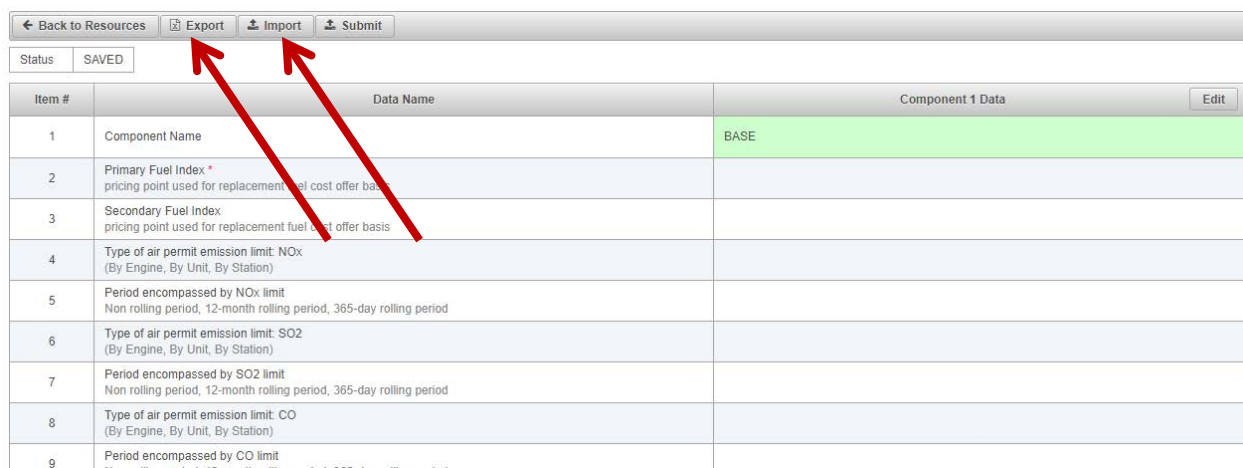 Back to Resources Export Import Submit
Status SAVED
Item # Data Name Component 1 Data Edit
1 Component Name BASE
2 Primary Fuel Index *
pricing point used for replacement fuel cost offer basis
3 Secondary Fuel Index
pricing point used for replacement fuel cost offer basis
4 Type of air permit emission limit: NOx
(By Engine, By Unit, By Station)
5 Period encompassed by NOx limit
Non rolling period, 12-month rolling period, 365-day rolling period
6 Type of air permit emission limit: SO2
(By Engine, By Unit, By Station)
7 Period encompassed by SO2 limit
Non rolling period, 12-month rolling period, 365-day rolling period
8 Type of air permit emission limit: CO
(By Engine, By Unit, By Station)
9 Period encompassed by CO limit